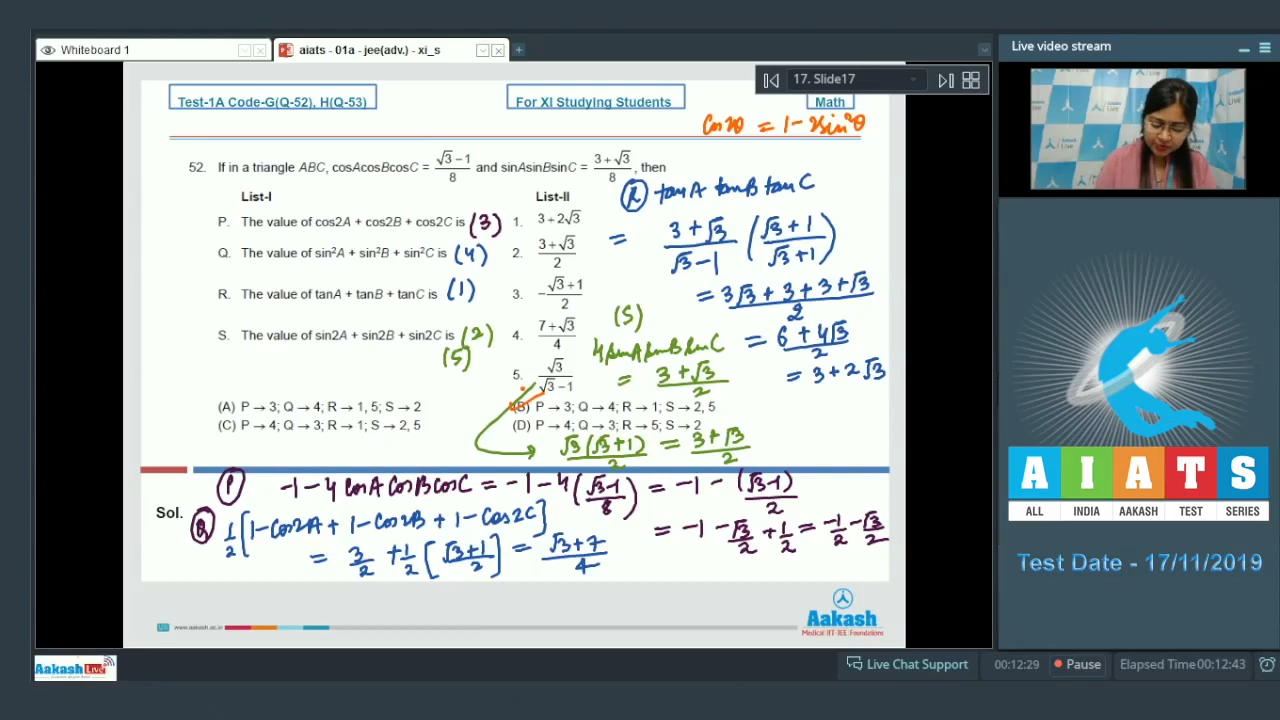 Whiteboard 1
aiats - 01a - jee(adv.) - xi_s
Live video stream
17. Slide17
Test-1A Code-G(Q-52), H(Q-53)
For XI Studying Students
Math
cos2θ = 1 - 2sin²θ
52. If in a triangle ABC, cosAcosBcosC = (√3 - 1)/8 and sinAsinBsinC = (3 + √3)/8, then
List-I
List-II
P. The value of cos2A + cos2B + cos2C is (3)
1. 3 + 2√3
Q. The value of sin²A + sin²B + sin²C is (4)
2. (3 + √3)/2
R. The value of tanA + tanB + tanC is (1)
3. -(√3 + 1)/2
S. The value of sin2A + sin2B + sin2C is (2)
(5)
4. (7 + √3)/4
5. √3/(√3 - 1)
(R) tanA tanB tanC
= (3 + √3)/(√3 - 1) ((√3 + 1)/(√3 + 1))
= (3√3 + 3 + 3 + √3)/2
= (6 + 4√3)/2
= 3 + 2√3
(S)
4 sinA sinB sinC
= (3 + √3)/2
(A) P → 3; Q → 4; R → 1, 5; S → 2
(B) P → 3; Q → 4; R → 1; S → 2, 5
(C) P → 4; Q → 3; R → 1; S → 2, 5
(D) P → 4; Q → 3; R → 5; S → 2
√3(√3 + 1)/2 = (3 + √3)/2
Sol.
(P) -1 - 4 cosA cosB cosC = -1 - 4((√3 - 1)/8) = -1 - (√3 - 1)/2
= -1 - √3/2 + 1/2 = -1/2 - √3/2
(Q) 1/2 [1 - cos2A + 1 - cos2B + 1 - cos2C]
= 3/2 + 1/2 [(√3 + 1)/2] = (√3 + 7)/4
www.aakash.ac.in
Aakash
Medical|IIT-JEE|Foundations
AIATS
ALL INDIA AAKASH TEST SERIES
Test Date - 17/11/2019
Aakash Live
Live Chat Support
00:12:29
Pause
Elapsed Time 00:12:43